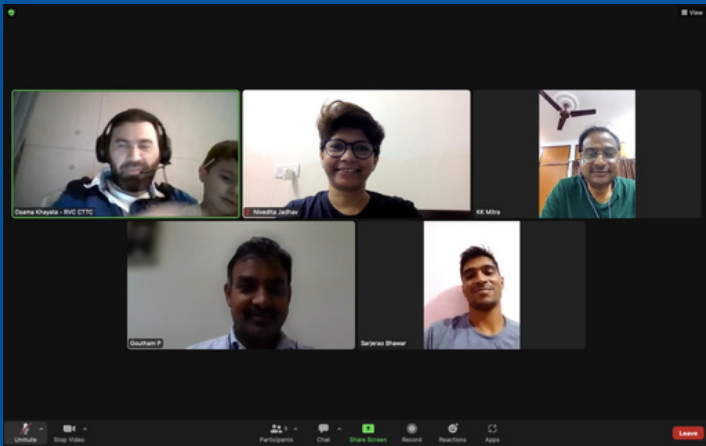 View
Osama Khayata - RVC CTTC
Nivedita Jadhav
KK Mitra
Goutham P
Sarjerao Bhawar
Unmute
Stop Video
5
Participants
Chat
Share Screen
Record
Reactions
Apps
Leave